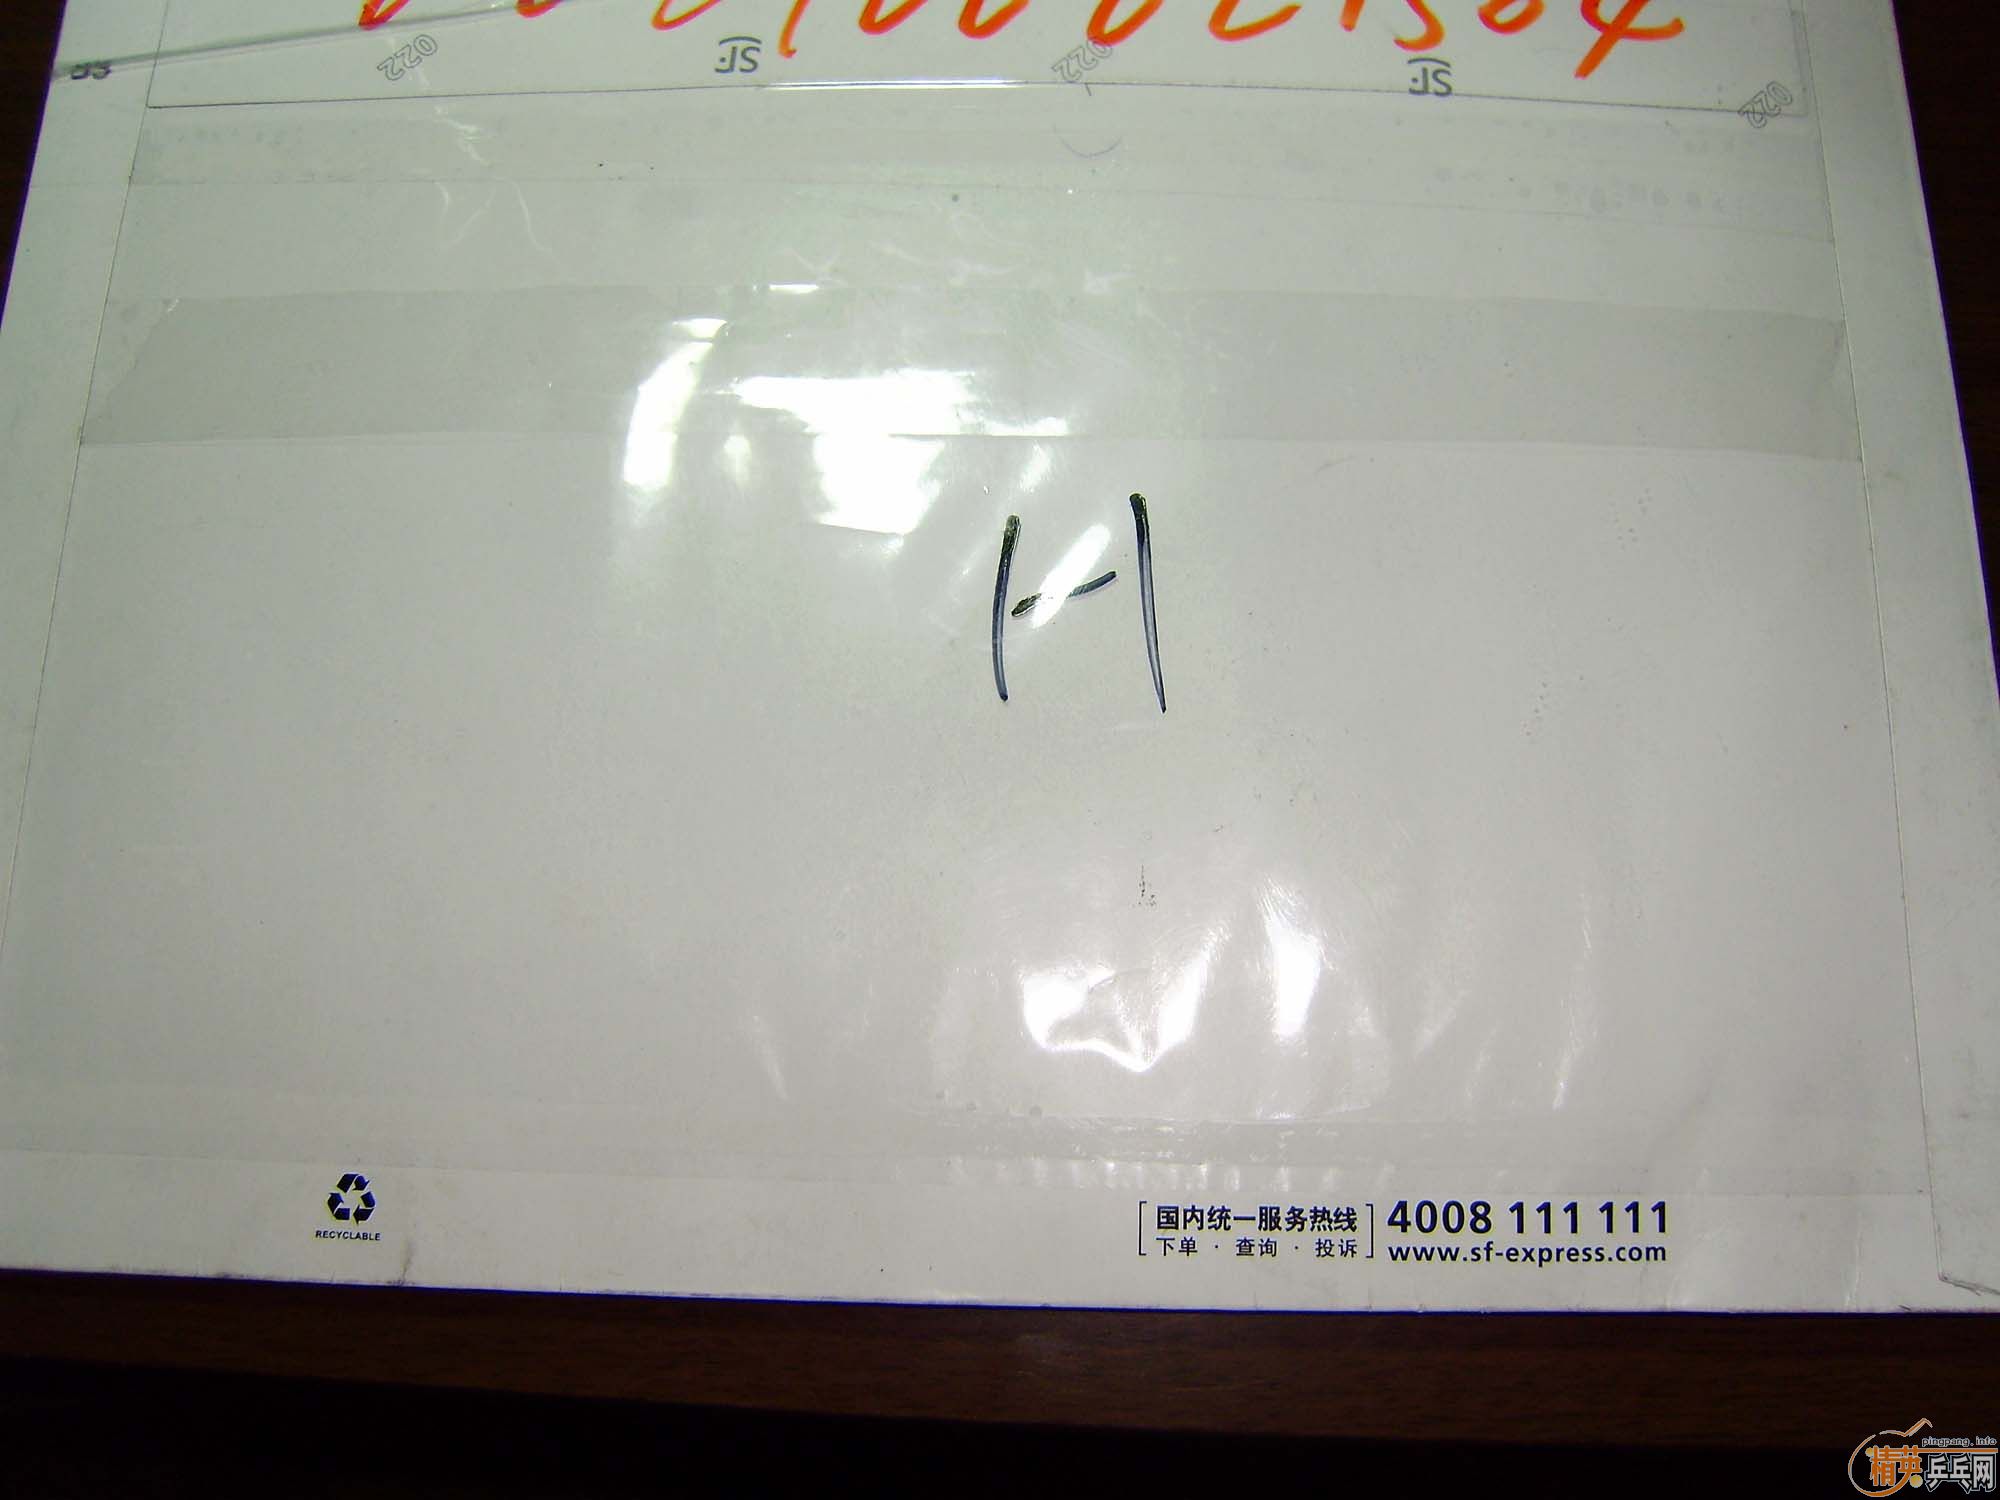 022
SF
022
SF
022
H
RECYCLABLE
国内统一服务热线
下单 · 查询 · 投诉
4008 111 111
www.sf-express.com
pingpang.info
精英乒乓网